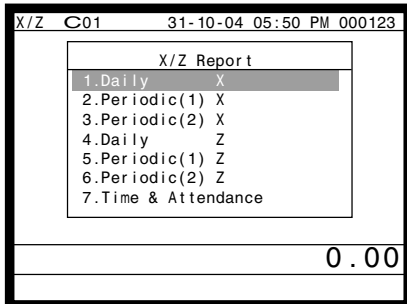 X/Z C01 31-10-04 05:50 PM 000123
X/Z Report
1.Daily X
2.Periodic(1) X
3.Periodic(2) X
4.Daily Z
5.Periodic(1) Z
6.Periodic(2) Z
7.Time & Attendance
0.00